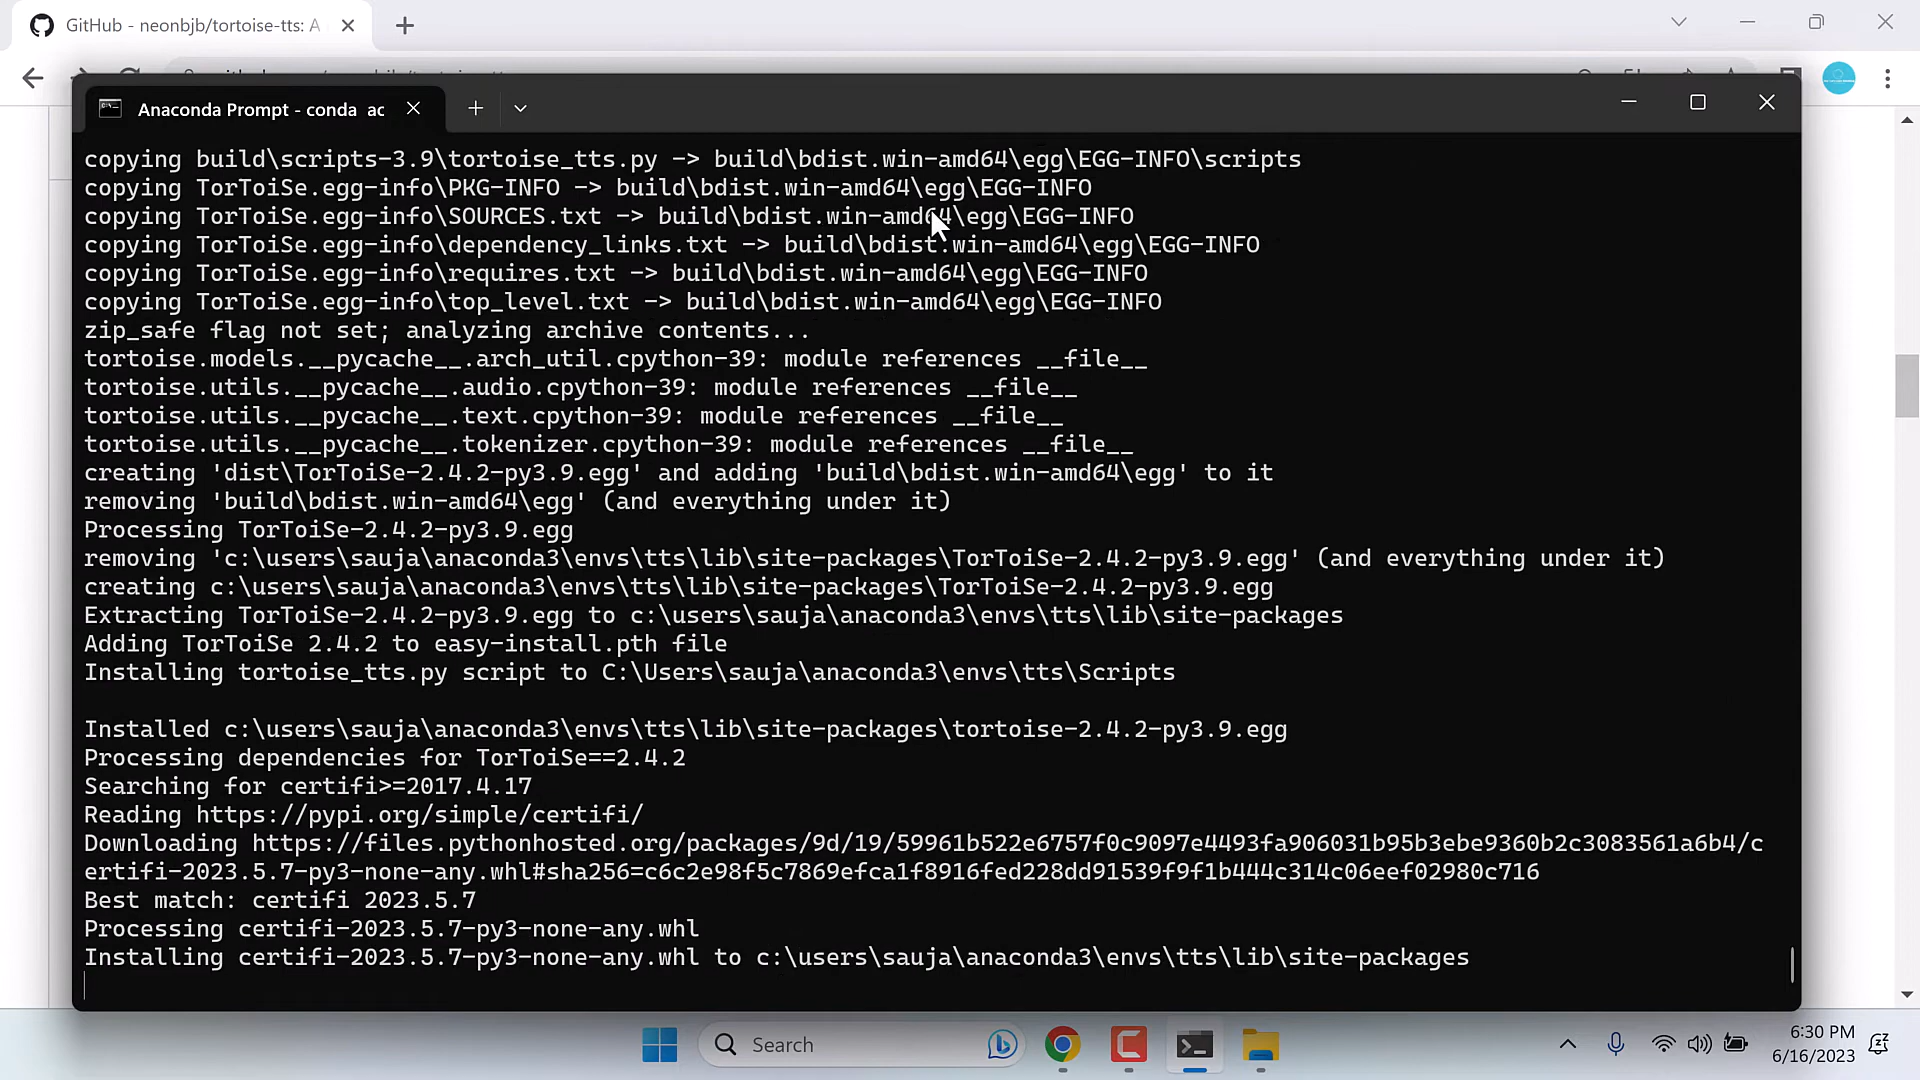 GitHub - neonbjb/tortoise-tts: A
Anaconda Prompt - conda ac
copying build\scripts-3.9\tortoise_tts.py -> build\bdist.win-amd64\egg\EGG-INFO\scripts
copying TorToiSe.egg-info\PKG-INFO -> build\bdist.win-amd64\egg\EGG-INFO
copying TorToiSe.egg-info\SOURCES.txt -> build\bdist.win-amd64\egg\EGG-INFO
copying TorToiSe.egg-info\dependency_links.txt -> build\bdist.win-amd64\egg\EGG-INFO
copying TorToiSe.egg-info\requires.txt -> build\bdist.win-amd64\egg\EGG-INFO
copying TorToiSe.egg-info\top_level.txt -> build\bdist.win-amd64\egg\EGG-INFO
zip_safe flag not set; analyzing archive contents...
tortoise.models.__pycache__.arch_util.cpython-39: module references __file__
tortoise.utils.__pycache__.audio.cpython-39: module references __file__
tortoise.utils.__pycache__.text.cpython-39: module references __file__
tortoise.utils.__pycache__.tokenizer.cpython-39: module references __file__
creating 'dist\TorToiSe-2.4.2-py3.9.egg' and adding 'build\bdist.win-amd64\egg' to it
removing 'build\bdist.win-amd64\egg' (and everything under it)
Processing TorToiSe-2.4.2-py3.9.egg
removing 'c:\users\sauja\anaconda3\envs\tts\lib\site-packages\TorToiSe-2.4.2-py3.9.egg' (and everything under it)
creating c:\users\sauja\anaconda3\envs\tts\lib\site-packages\TorToiSe-2.4.2-py3.9.egg
Extracting TorToiSe-2.4.2-py3.9.egg to c:\users\sauja\anaconda3\envs\tts\lib\site-packages
Adding TorToiSe 2.4.2 to easy-install.pth file
Installing tortoise_tts.py script to C:\Users\sauja\anaconda3\envs\tts\Scripts
Installed c:\users\sauja\anaconda3\envs\tts\lib\site-packages\tortoise-2.4.2-py3.9.egg
Processing dependencies for TorToiSe==2.4.2
Searching for certifi>=2017.4.17
Reading https://pypi.org/simple/certifi/
Downloading https://files.pythonhosted.org/packages/9d/19/59961b522e6757f0c9097e4493fa906031b95b3ebe9360b2c3083561a6b4/c
ertifi-2023.5.7-py3-none-any.whl#sha256=c6c2e98f5c7869efca1f8916fed228dd91539f9f1b444c314c06eef02980c716
Best match: certifi 2023.5.7
Processing certifi-2023.5.7-py3-none-any.whl
Installing certifi-2023.5.7-py3-none-any.whl to c:\users\sauja\anaconda3\envs\tts\lib\site-packages
Search
6:30 PM
6/16/2023